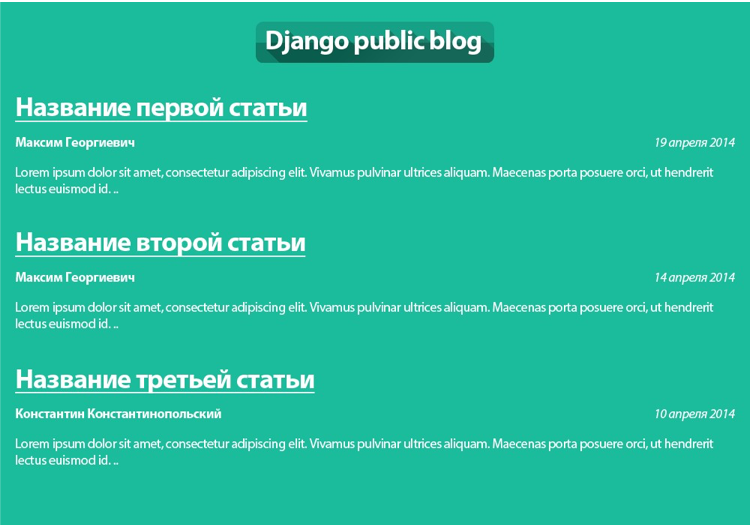 Django public blog
Название первой статьи
Максим Георгиевич 19 апреля 2014
Lorem ipsum dolor sit amet, consectetur adipiscing elit. Vivamus pulvinar ultrices aliquam. Maecenas porta posuere orci, ut hendrerit
lectus euismod id. ..
Название второй статьи
Максим Георгиевич 14 апреля 2014
Lorem ipsum dolor sit amet, consectetur adipiscing elit. Vivamus pulvinar ultrices aliquam. Maecenas porta posuere orci, ut hendrerit
lectus euismod id. ..
Название третьей статьи
Константин Константинопольский 10 апреля 2014
Lorem ipsum dolor sit amet, consectetur adipiscing elit. Vivamus pulvinar ultrices aliquam. Maecenas porta posuere orci, ut hendrerit
lectus euismod id. ..